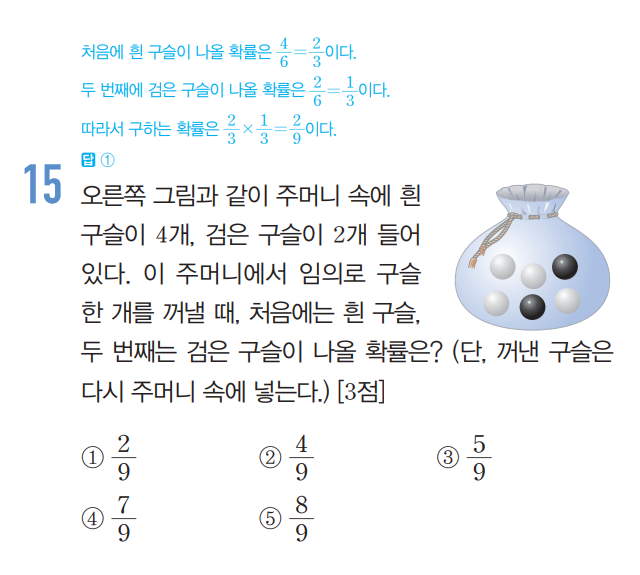 처음에 흰 구슬이 나올 확률은 4/6=2/3이다.
두 번째에 검은 구슬이 나올 확률은 2/6=1/3이다.
따라서 구하는 확률은 2/3×1/3=2/9이다.
답 ①
15 오른쪽 그림과 같이 주머니 속에 흰
구슬이 4개, 검은 구슬이 2개 들어
있다. 이 주머니에서 임의로 구슬
한 개를 꺼낼 때, 처음에는 흰 구슬,
두 번째는 검은 구슬이 나올 확률은? (단, 꺼낸 구슬은
다시 주머니 속에 넣는다.) [3점]
① 2/9 ② 4/9 ③ 5/9
④ 7/9 ⑤ 8/9